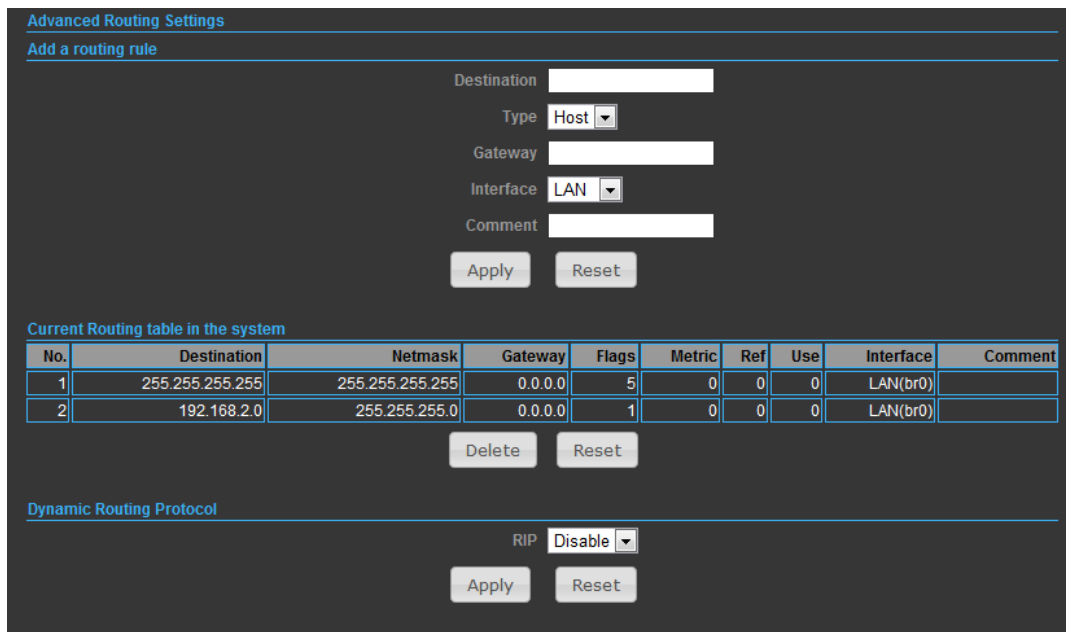 Advanced Routing Settings
Add a routing rule
Destination
Type Host
Gateway
Interface LAN
Comment
Apply Reset
Current Routing table in the system
No. Destination Netmask Gateway Flags Metric Ref Use Interface Comment
1 255.255.255.255 255.255.255.255 0.0.0.0 5 0 0 0 LAN(br0)
2 192.168.2.0 255.255.255.0 0.0.0.0 1 0 0 0 LAN(br0)
Delete Reset
Dynamic Routing Protocol
RIP Disable
Apply Reset